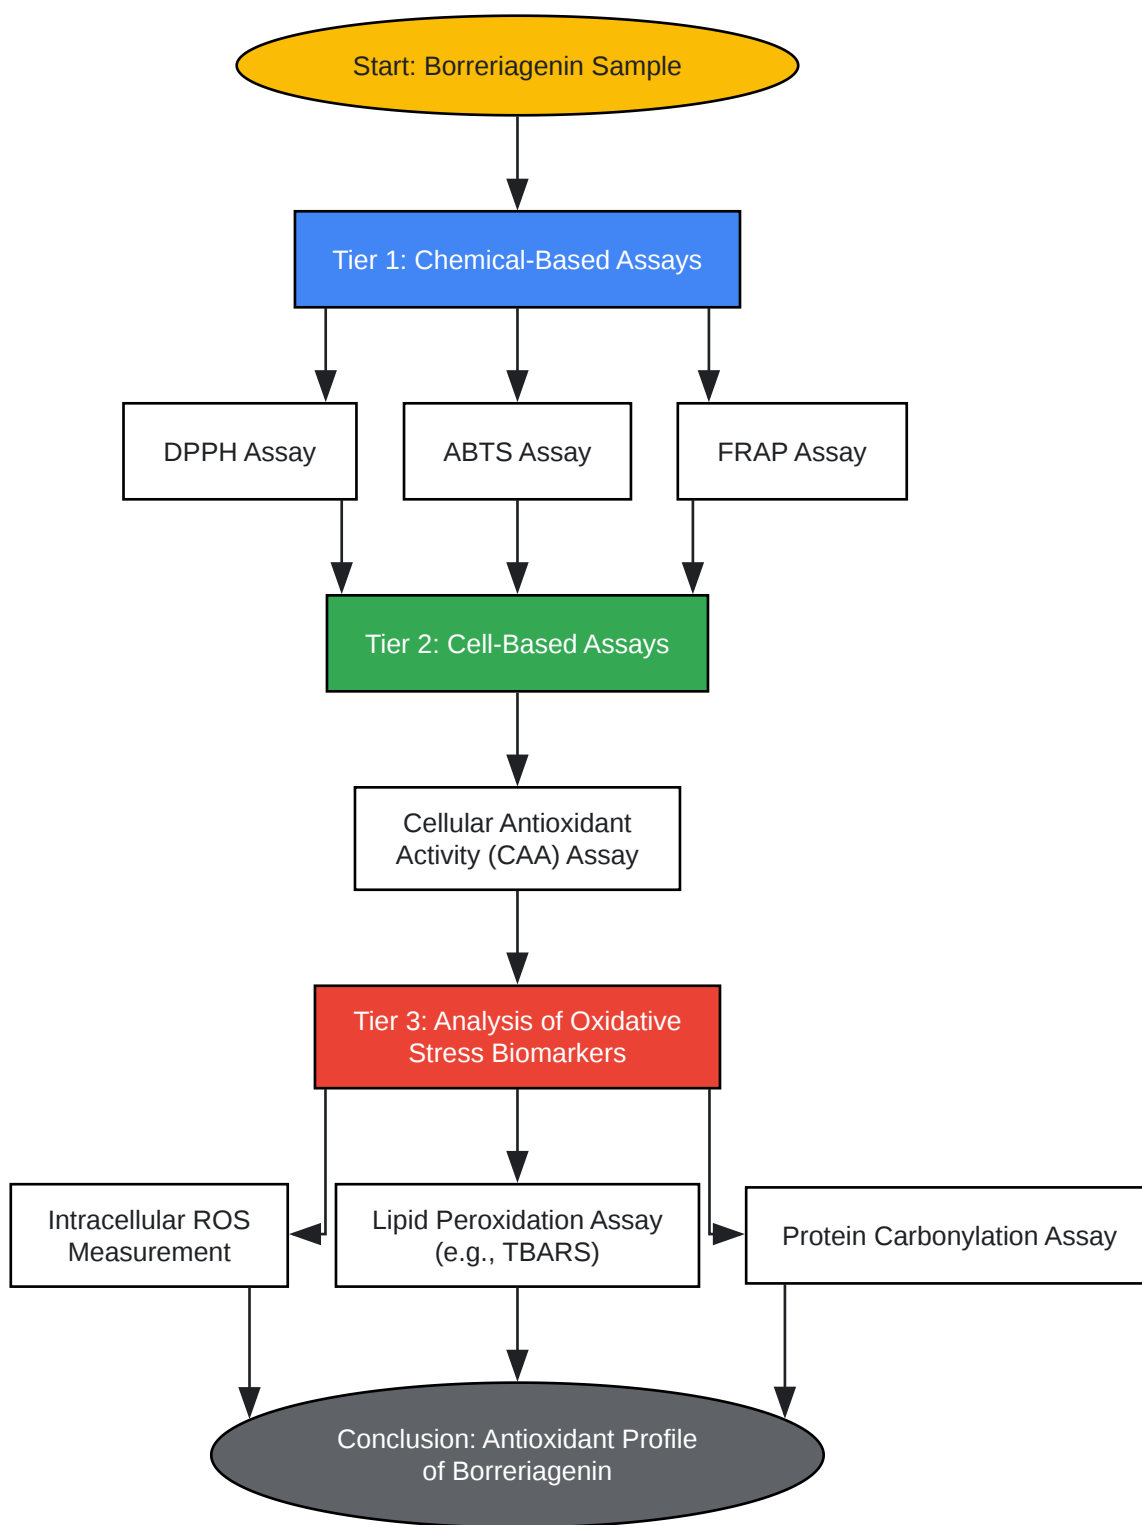 Start: Borreriagenin Sample
Tier 1: Chemical-Based Assays
DPPH Assay
ABTS Assay
FRAP Assay
Tier 2: Cell-Based Assays
Cellular Antioxidant
Activity (CAA) Assay
Tier 3: Analysis of Oxidative
Stress Biomarkers
Intracellular ROS
Measurement
Lipid Peroxidation Assay
(e.g., TBARS)
Protein Carbonylation Assay
Conclusion: Antioxidant Profile
of Borreriagenin